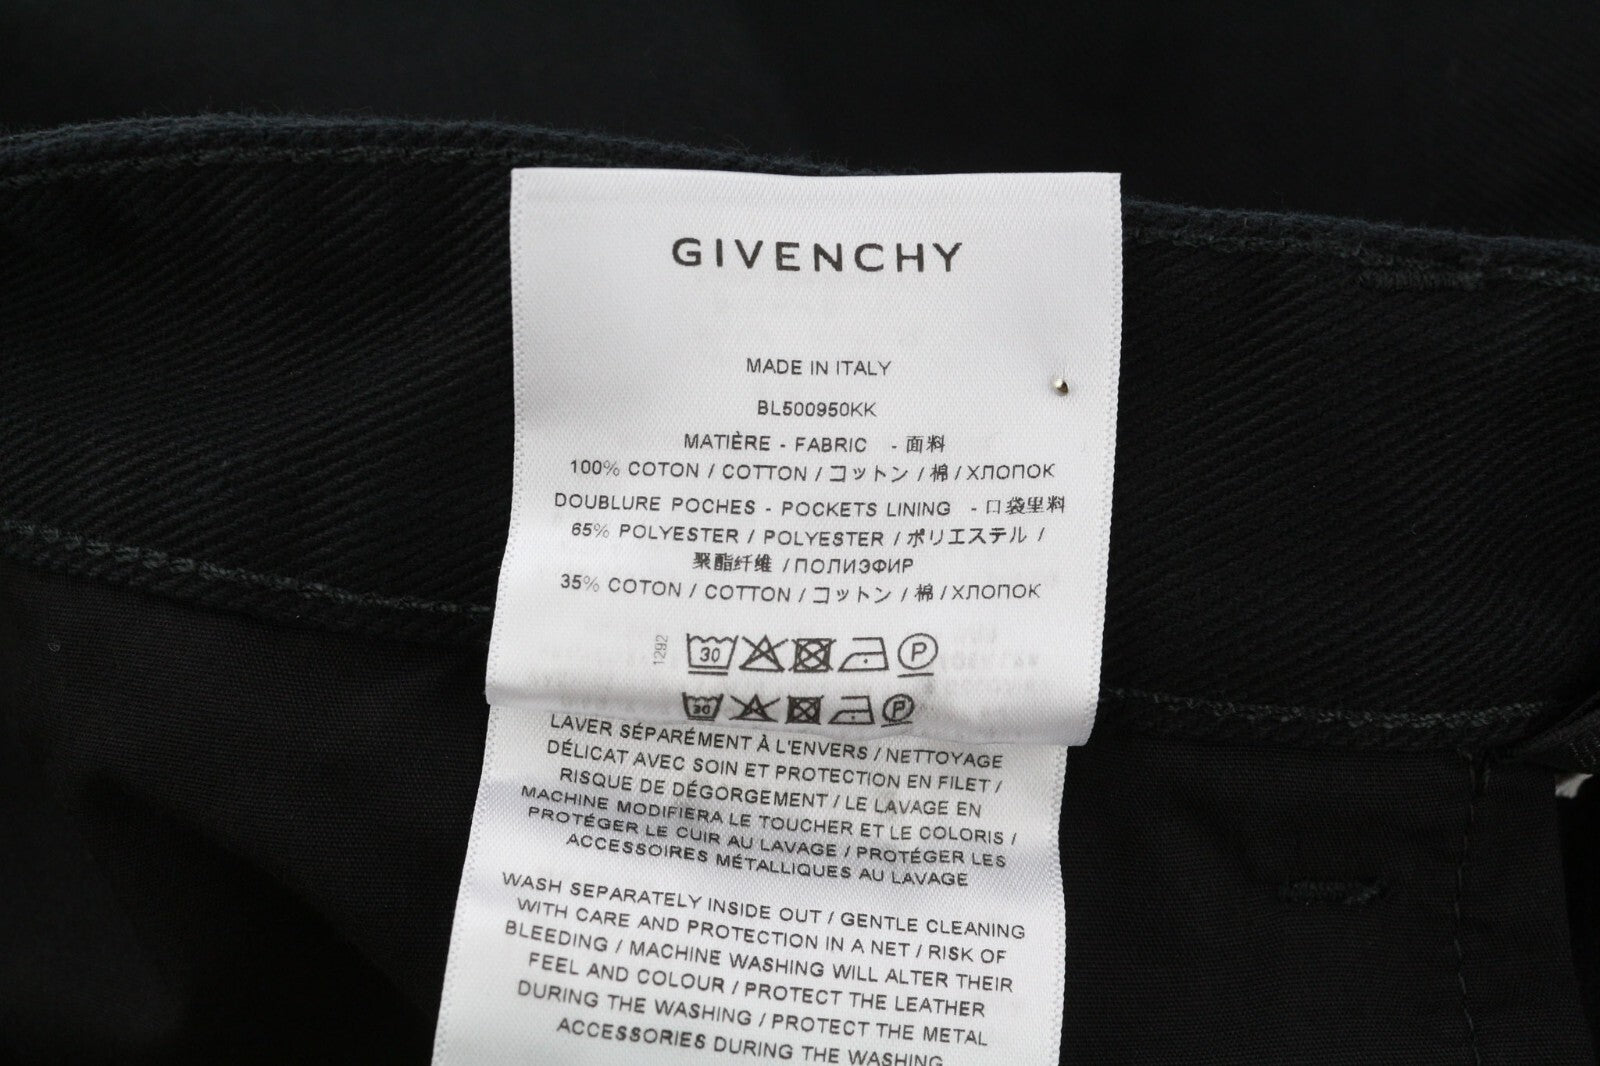 GIVENCHY
MADE IN ITALY
BL500950KK
MATIÈRE - FABRIC - 面料
100% COTON / COTTON / コットン / 棉 / ХЛОПОК
DOUBLURE POCHES - POCKETS LINING - 口袋里料
65% POLYESTER / POLYESTER / ポリエステル /
聚酯纤维 / ПОЛИЭФИР
35% COTON / COTTON / コットン / 棉 / ХЛОПОК
1292
30 P
30 P
LAVER SÉPARÉMENT À L'ENVERS / NETTOYAGE
DÉLICAT AVEC SOIN ET PROTECTION EN FILET /
RISQUE DE DÉGORGEMENT / LE LAVAGE EN
MACHINE MODIFIERA LE TOUCHER ET LE COLORIS /
PROTÉGER LE CUIR AU LAVAGE / PROTÉGER LES
ACCESSOIRES MÉTALLIQUES AU LAVAGE
WASH SEPARATELY INSIDE OUT / GENTLE CLEANING
WITH CARE AND PROTECTION IN A NET / RISK OF
BLEEDING / MACHINE WASHING WILL ALTER THEIR
FEEL AND COLOUR / PROTECT THE LEATHER
DURING THE WASHING / PROTECT THE METAL
ACCESSORIES DURING THE WASHING